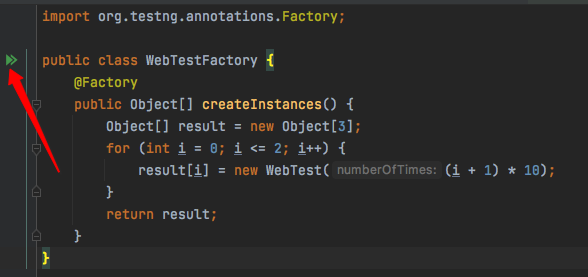 import org.testng.annotations.Factory;
public class WebTestFactory {
@Factory
public Object[] createInstances() {
Object[] result = new Object[3];
for (int i = 0; i <= 2; i++) {
result[i] = new WebTest( numberOfTimes: (i + 1) * 10);
}
return result;
}
}